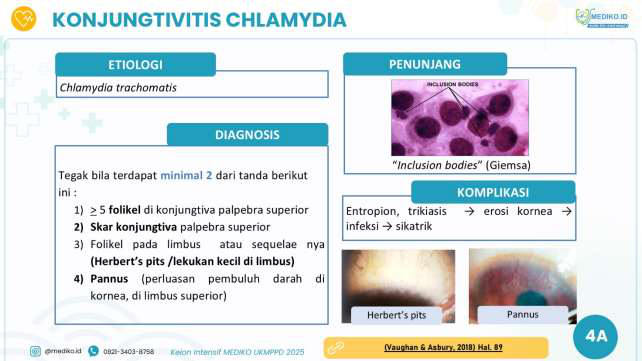 KONJUNGTIVITIS CHLAMYDIA
MEDIKO.ID
ETIOLOGI
Chlamydia trachomatis
DIAGNOSIS
Tegak bila terdapat minimal 2 dari tanda berikut
ini :
1) ≥ 5 folikel di konjungtiva palpebra superior
2) Skar konjungtiva palpebra superior
3) Folikel pada limbus atau sequelae nya
(Herbert's pits /lekukan kecil di limbus)
4) Pannus (perluasan pembuluh darah di
kornea, di limbus superior)
PENUNJANG
INCLUSION BODIES
“Inclusion bodies” (Giemsa)
KOMPLIKASI
Entropion, trikiasis → erosi kornea →
infeksi → sikatrik
Herbert's pits
Pannus
4A
@mediko.id
0821-3403-8758
Kelon Intensif MEDIKO UKMPPD 2025
(Vaughan & Asbury, 2018) Hal. 89